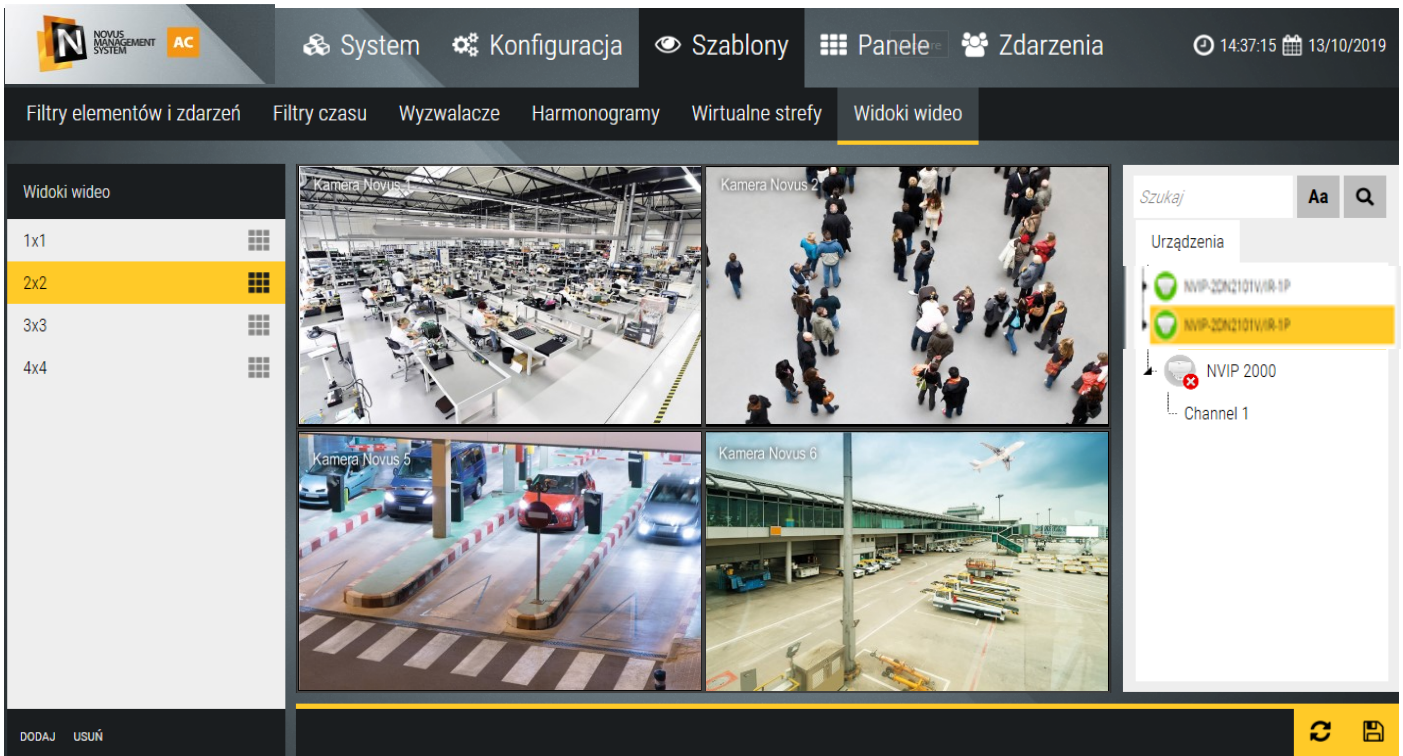 NOVUS
MANAGEMENT
SYSTEM
AC
System
Konfiguracja
Szablony
Panele
Zdarzenia
14:37:15 13/10/2019
Filtry elementów i zdarzeń
Filtry czasu
Wyzwalacze
Harmonogramy
Wirtualne strefy
Widoki wideo
Widoki wideo
1x1
2x2
3x3
4x4
DODAJ USUŃ
Kamera Novus 1
Kamera Novus 2
Kamera Novus 5
Kamera Novus 6
Szukaj
Aa
Urządzenia
NVIP-2DN2101V/IR-1P
NVIP-2DN2101V/IR-1P
NVIP 2000
Channel 1